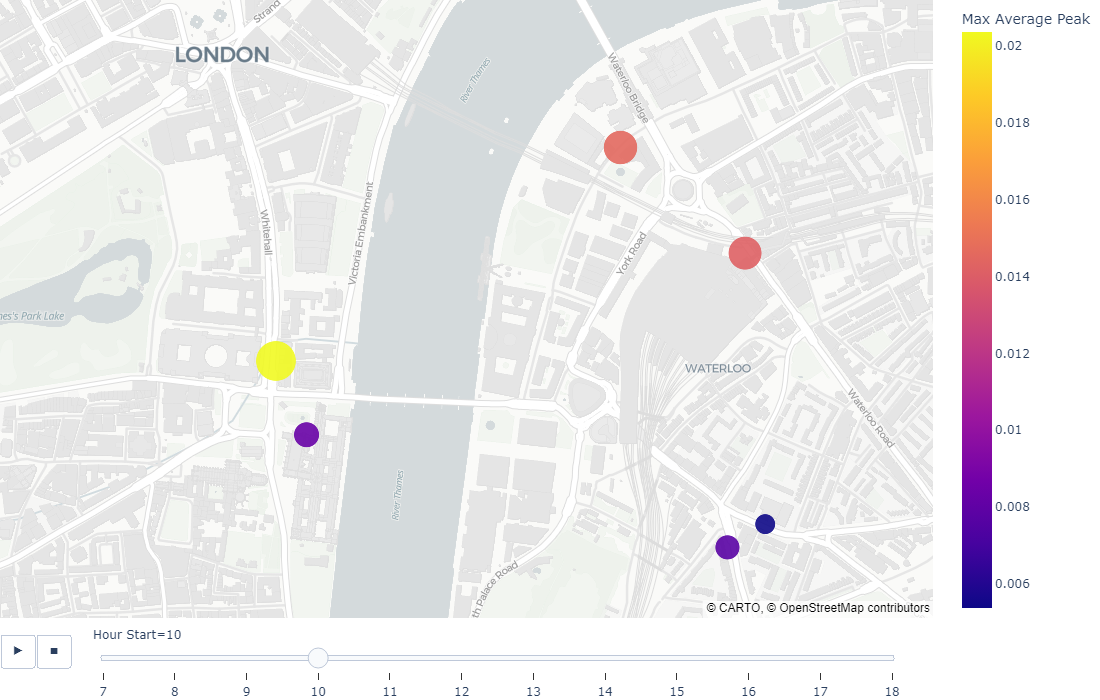 Max Average Peak
Strand
LONDON
0.02
River Thames
Waterloo Bridge
0.018
0.016
Whitehall
Victoria Embankment
York Road
0.014
nes's Park Lake
0.012
WATERLOO
Waterloo Road
0.01
River Thames
0.008
th Palace Road
0.006
© CARTO, © OpenStreetMap contributors
Hour Start=10
7 8 9 10 11 12 13 14 15 16 17 18